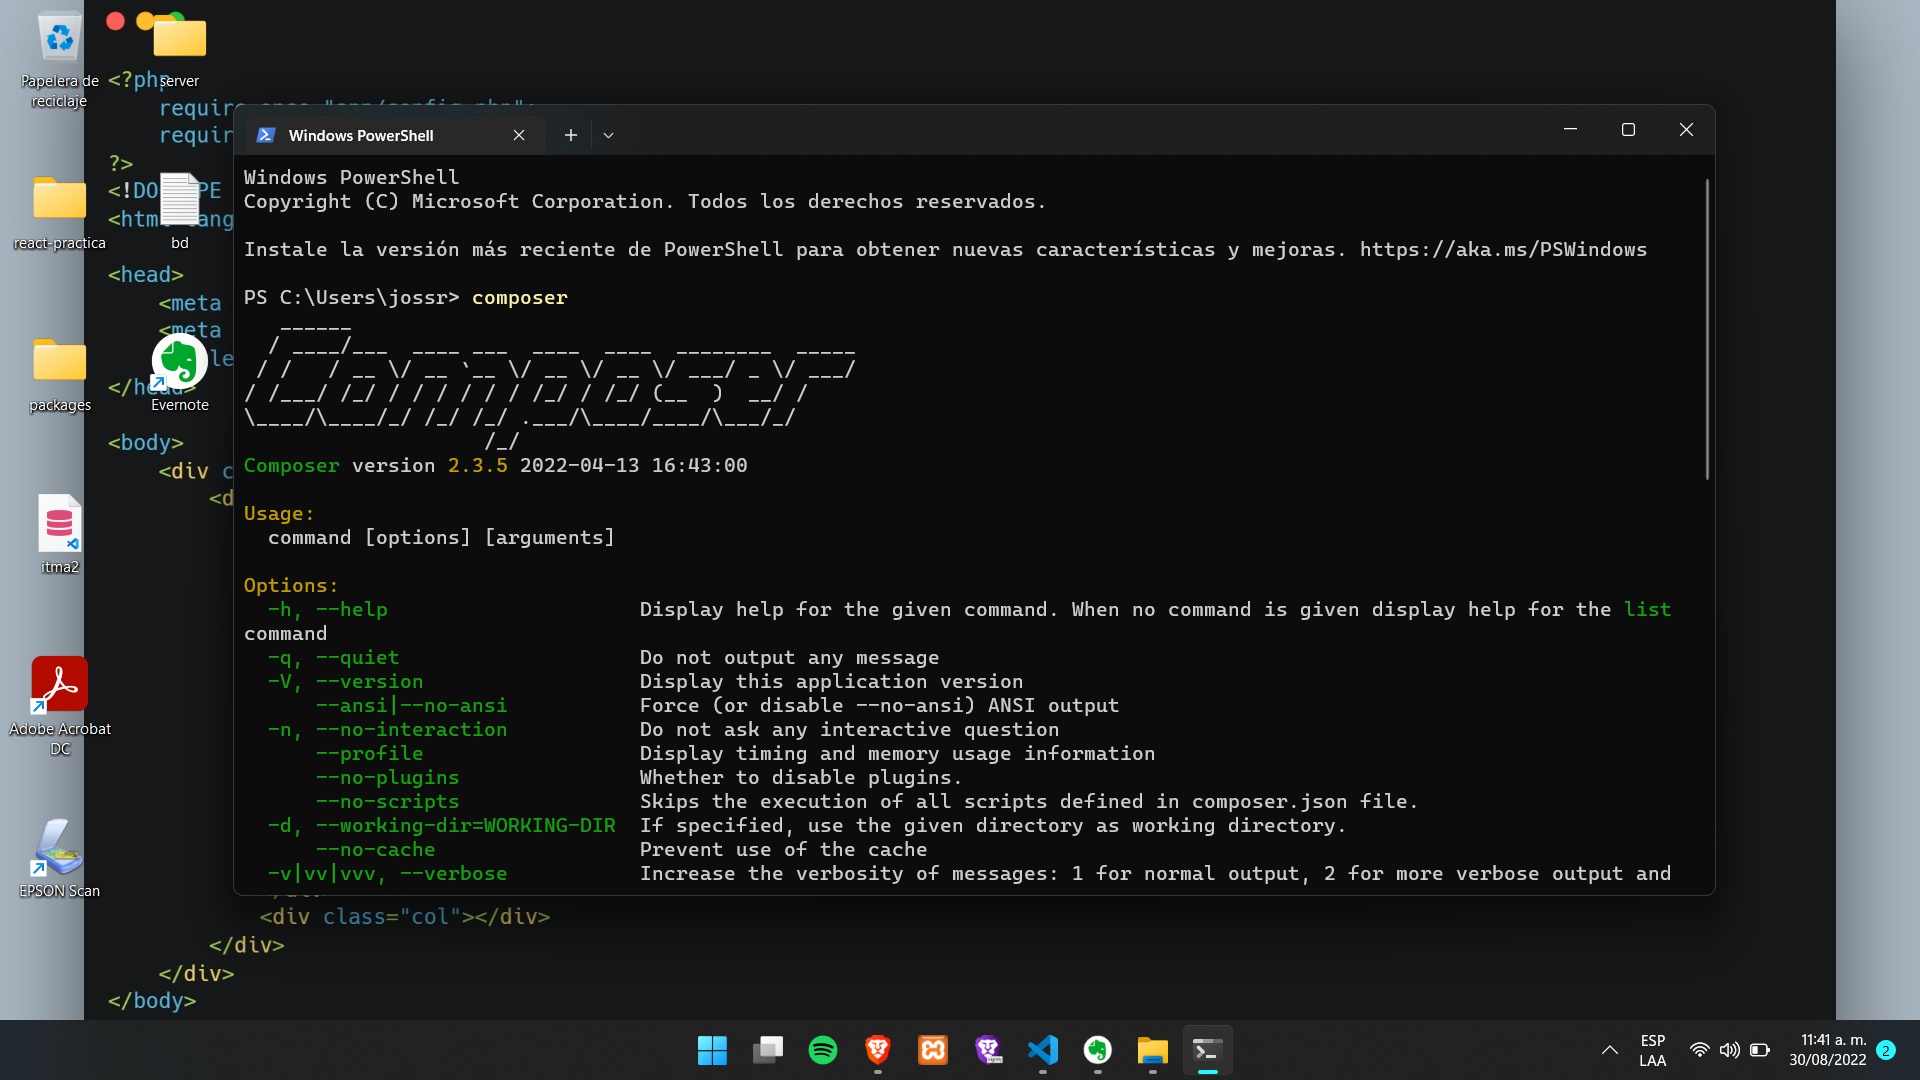 Papelera de
reciclaje
server
react-practica
bd
packages
Evernote
itma2
Adobe Acrobat
DC
EPSON Scan
<?php
?>
<head>
<meta
<meta
<body>
<div c
<d
<div class="col"></div>
</div>
</div>
</body>
Windows PowerShell
Windows PowerShell
Copyright (C) Microsoft Corporation. Todos los derechos reservados.
Instale la versión más reciente de PowerShell para obtener nuevas características y mejoras. https://aka.ms/PSWindows
PS C:\Users\jossr> composer
Composer
Composer version 2.3.5 2022-04-13 16:43:00
Usage:
command [options] [arguments]
Options:
-h, --help Display help for the given command. When no command is given display help for the list
command
-q, --quiet Do not output any message
-V, --version Display this application version
--ansi|--no-ansi Force (or disable --no-ansi) ANSI output
-n, --no-interaction Do not ask any interactive question
--profile Display timing and memory usage information
--no-plugins Whether to disable plugins.
--no-scripts Skips the execution of all scripts defined in composer.json file.
-d, --working-dir=WORKING-DIR If specified, use the given directory as working directory.
--no-cache Prevent use of the cache
-v|vv|vvv, --verbose Increase the verbosity of messages: 1 for normal output, 2 for more verbose output and
ESP
LAA
11:41 a. m.
30/08/2022
2